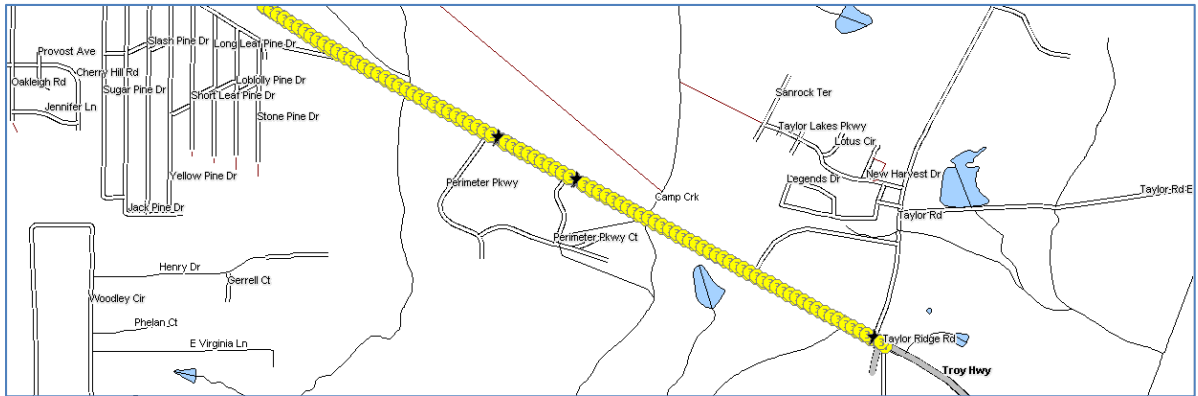 Provost Ave
Slash Pine Dr
Long Leaf Pine Dr
Cherry Hill Rd
Oakleigh Rd
Sugar Pine Dr
Loblolly Pine Dr
Short Leaf Pine Dr
Jennifer Ln
Stone Pine Dr
Yellow Pine Dr
Jack Pine Dr
Perimeter Pkwy
Perimeter Pkwy Ct
Camp Crk
Sanrock Ter
Taylor Lakes Pkwy
Lotus Cir
New Harvest Dr
Legends Dr
Taylor Rd
Taylor Rd E
Henry Dr
Gerrell Ct
Woodley Cir
Phelan Ct
E Virginia Ln
Taylor Ridge Rd
Troy Hwy